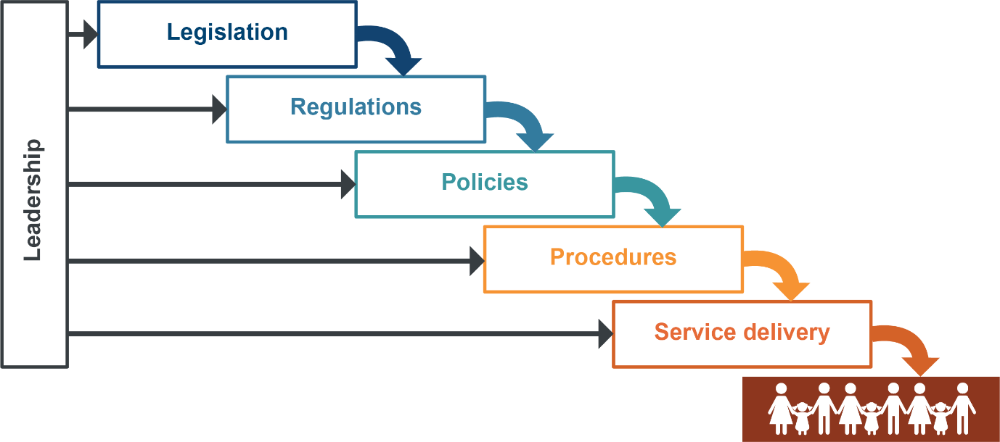 Leadership
Legislation
Regulations
Policies
Procedures
Service delivery